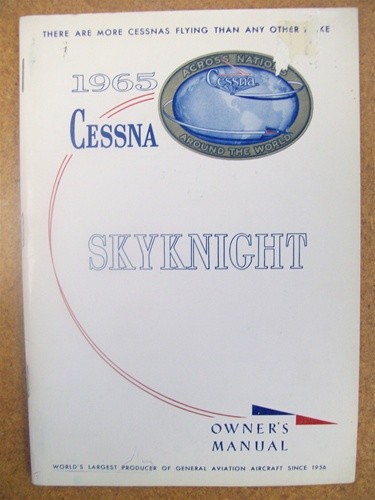 THERE ARE MORE CESSNAS FLYING THAN ANY OTHER
1965
ACROSS NATIONS
Cessna
AROUND THE WORLD
CESSNA
SKYKNIGHT
OWNER'S
MANUAL
WORLD'S LARGEST PRODUCER OF GENERAL AVIATION AIRCRAFT SINCE 1956